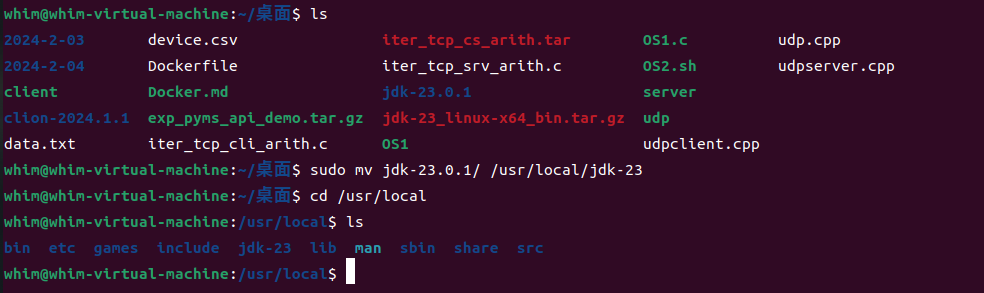 whim@whim-virtual-machine:~/桌面$ ls
2024-2-03 device.csv iter_tcp_cs_arith.tar OS1.c udp.cpp
2024-2-04 Dockerfile iter_tcp_srv_arith.c OS2.sh udpserver.cpp
client Docker.md jdk-23.0.1 server
clion-2024.1.1 exp_pyms_api_demo.tar.gz jdk-23_linux-x64_bin.tar.gz udp
data.txt iter_tcp_cli_arith.c OS1 udpclient.cpp
whim@whim-virtual-machine:~/桌面$ sudo mv jdk-23.0.1/ /usr/local/jdk-23
whim@whim-virtual-machine:~/桌面$ cd /usr/local
whim@whim-virtual-machine:/usr/local$ ls
bin etc games include jdk-23 lib man sbin share src
whim@whim-virtual-machine:/usr/local$